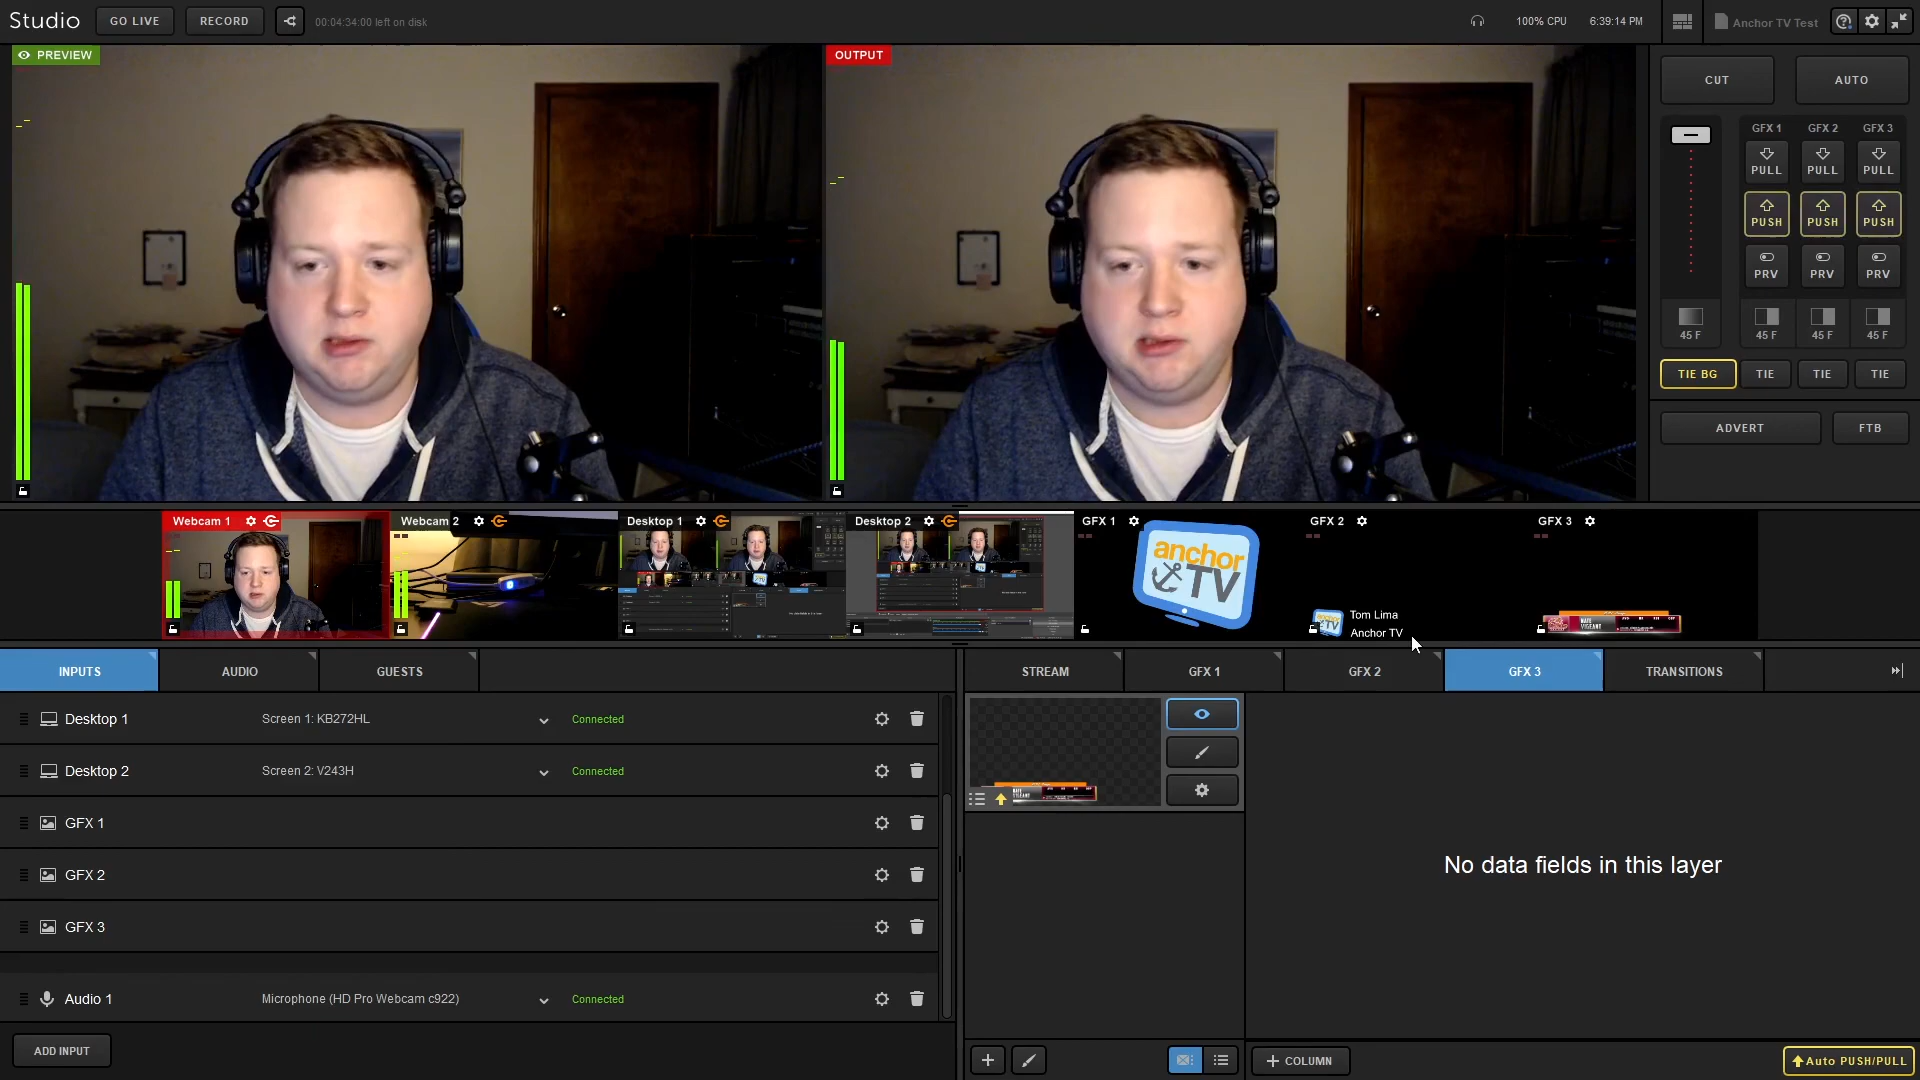 Studio GO LIVE RECORD 00:04:34:00 left on disk 100% CPU 6:39:14 PM Anchor TV Test
PREVIEW
OUTPUT
CUT AUTO
GFX 1 GFX 2 GFX 3
PULL PULL PULL
PUSH PUSH PUSH
PRV PRV PRV
45 F 45 F 45 F 45 F
TIE BG TIE TIE TIE
ADVERT FTB
Webcam 1 Webcam 2 Desktop 1 Desktop 2 GFX 1 GFX 2 GFX 3
anchor
TV
Tom Lima
Anchor TV
INPUTS AUDIO GUESTS STREAM GFX 1 GFX 2 GFX 3 TRANSITIONS
Desktop 1 Screen 1: KB272HL Connected
Desktop 2 Screen 2: V243H Connected
GFX 1
GFX 2
GFX 3
Audio 1 Microphone (HD Pro Webcam c922) Connected
No data fields in this layer
ADD INPUT COLUMN Auto PUSH/PULL